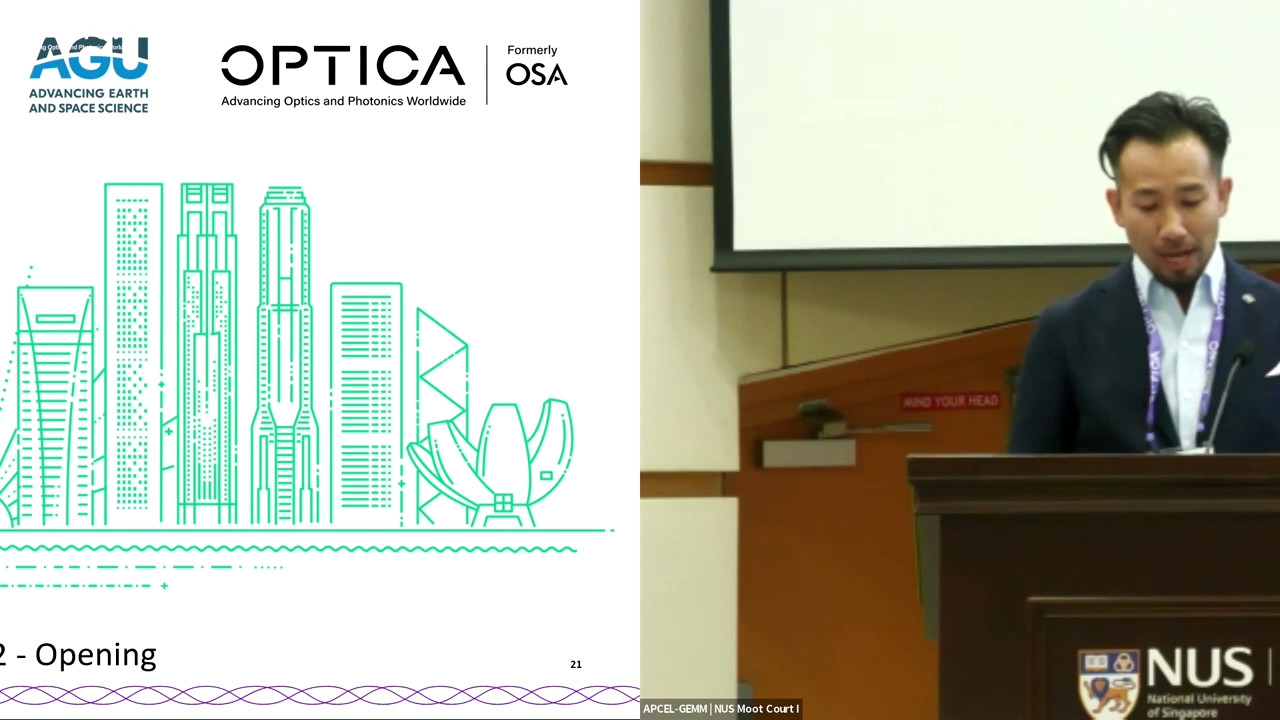 AGU
ADVANCING EARTH
AND SPACE SCIENCE
OPTICA
Advancing Optics and Photonics Worldwide
Formerly
OSA
2 - Opening
21
MIND YOUR HEAD
NUS
National University
of Singapore
APCEL-GEMM | NUS Moot Court I